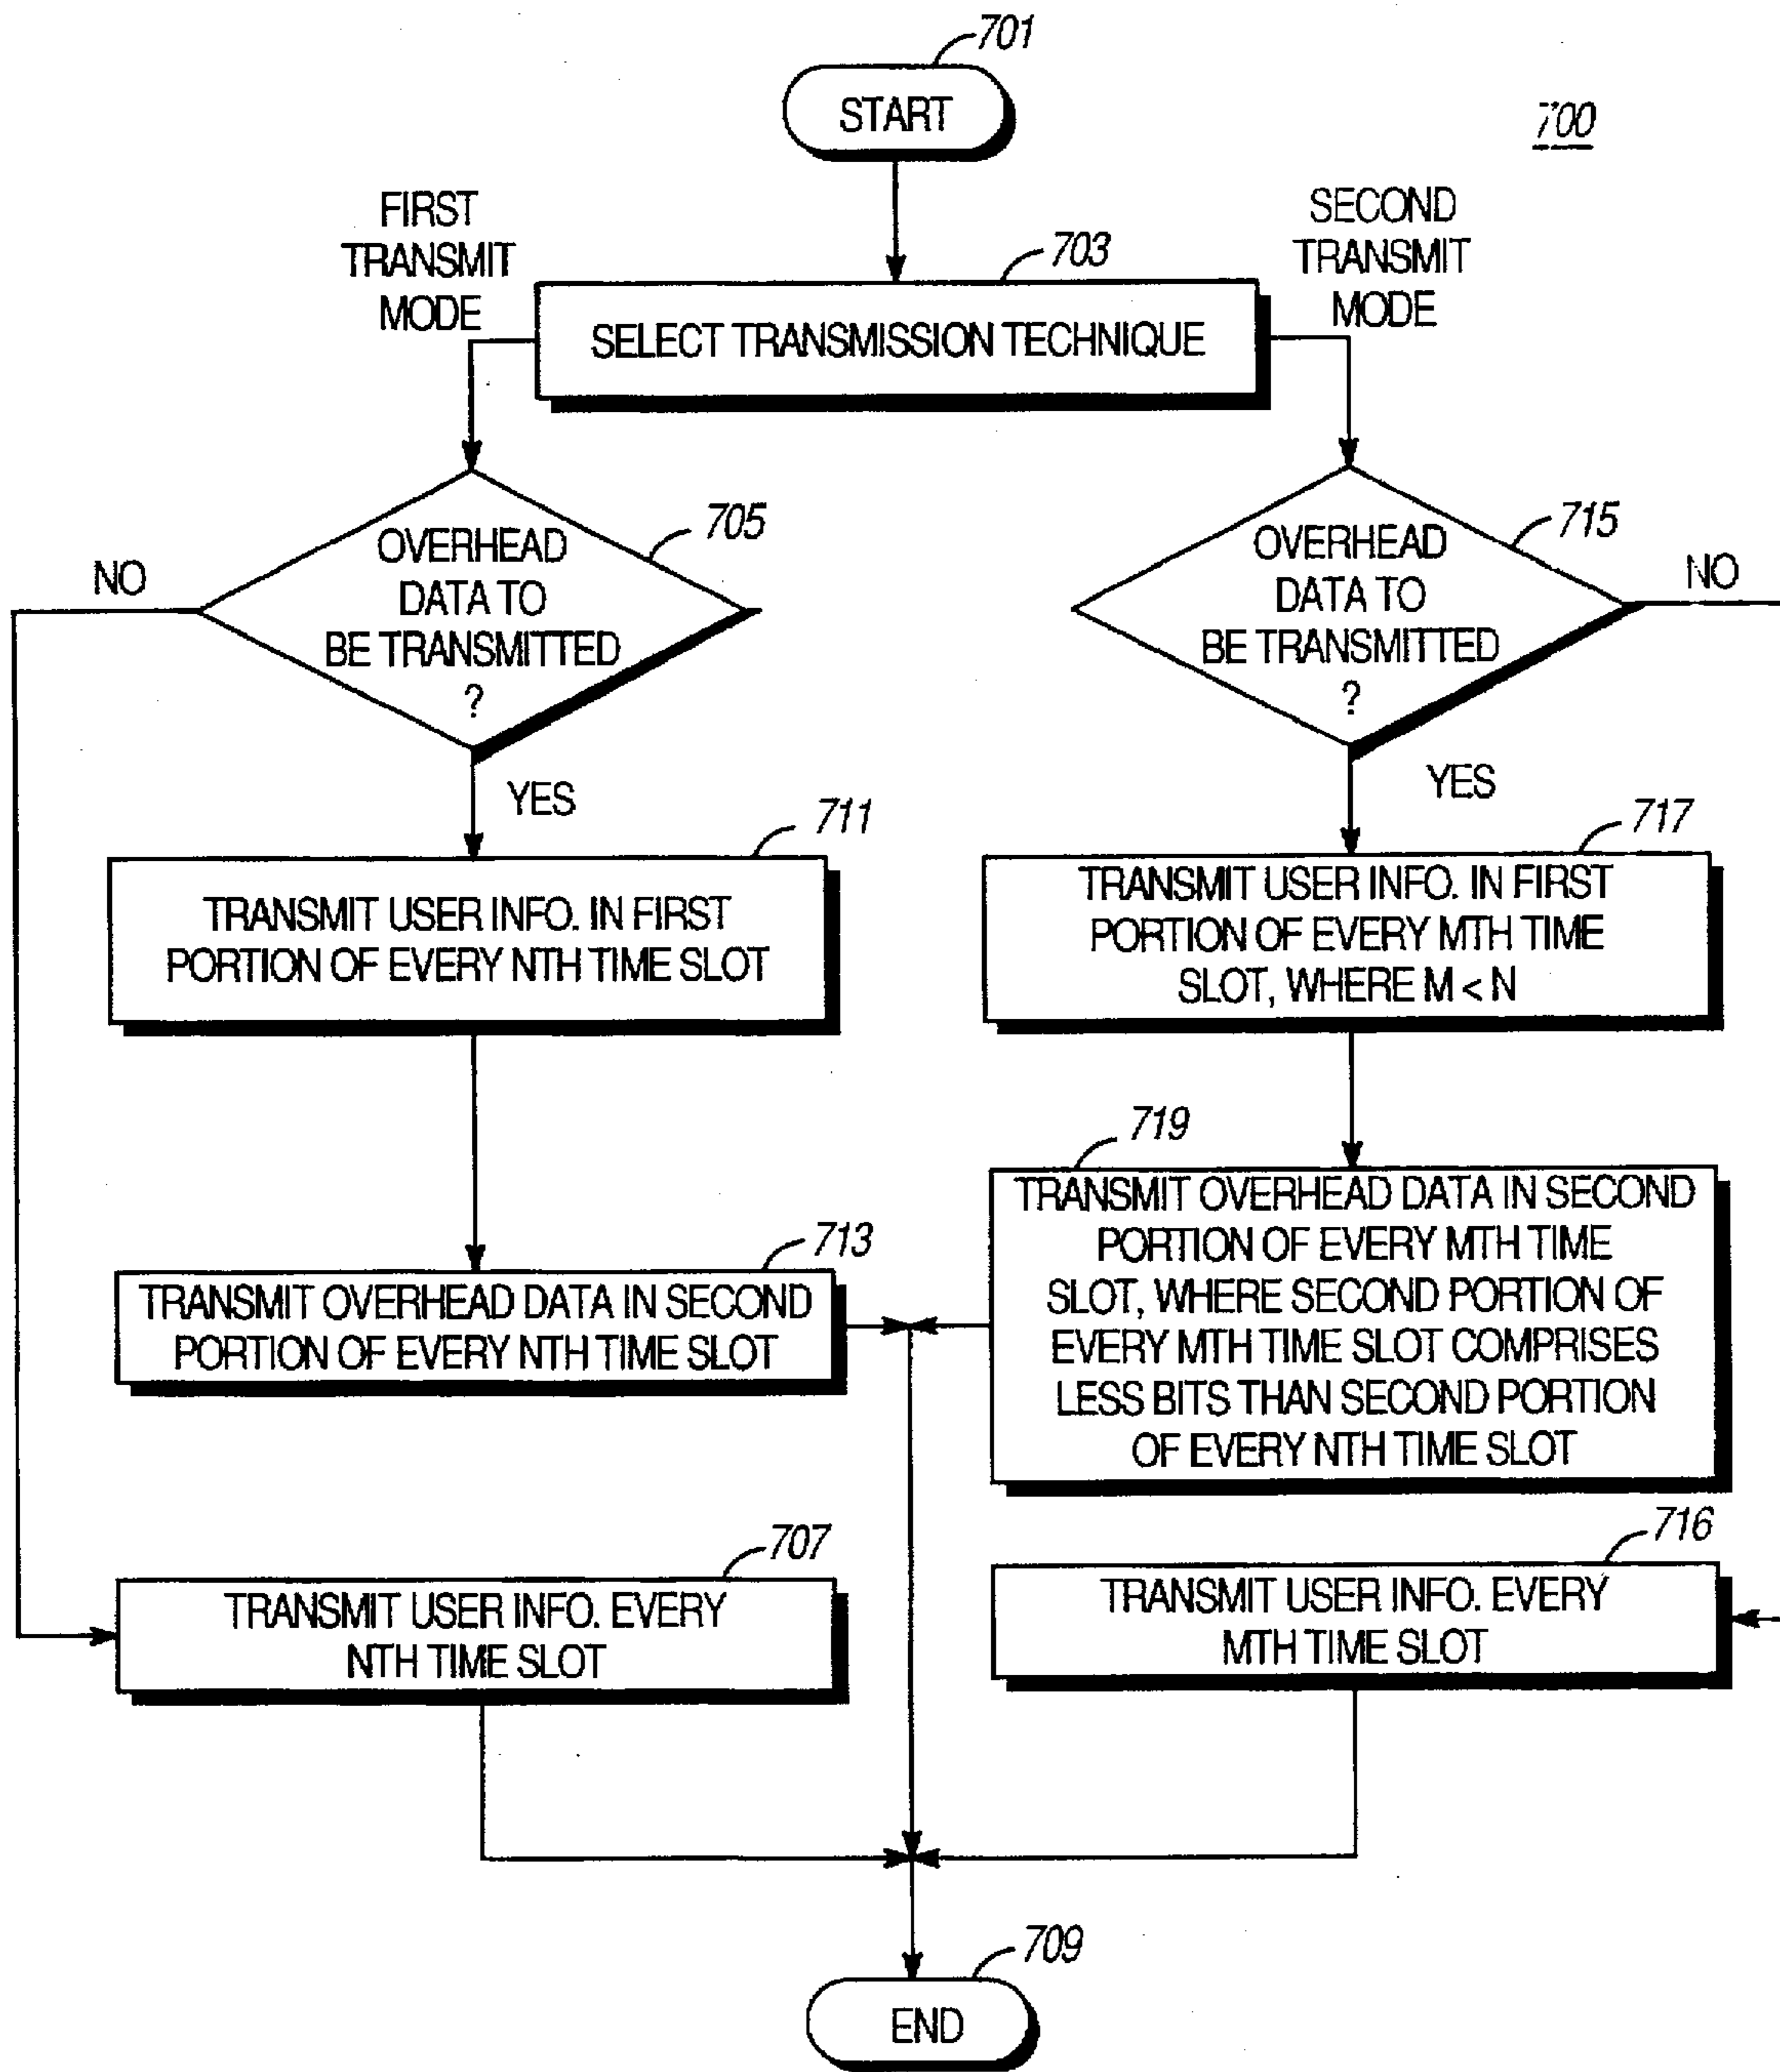 701
START
700
FIRST
TRANSMIT
MODE
SECOND
TRANSMIT
MODE
703
SELECT TRANSMISSION TECHNIQUE
705
OVERHEAD
DATA TO
BE TRANSMITTED
?
NO
YES
715
OVERHEAD
DATA TO
BE TRANSMITTED
?
NO
YES
711
TRANSMIT USER INFO. IN FIRST
PORTION OF EVERY NTH TIME SLOT
717
TRANSMIT USER INFO. IN FIRST
PORTION OF EVERY MTH TIME
SLOT, WHERE M < N
713
TRANSMIT OVERHEAD DATA IN SECOND
PORTION OF EVERY NTH TIME SLOT
719
TRANSMIT OVERHEAD DATA IN SECOND
PORTION OF EVERY MTH TIME
SLOT, WHERE SECOND PORTION OF
EVERY MTH TIME SLOT COMPRISES
LESS BITS THAN SECOND PORTION
OF EVERY NTH TIME SLOT
707
TRANSMIT USER INFO. EVERY
NTH TIME SLOT
716
TRANSMIT USER INFO. EVERY
MTH TIME SLOT
709
END